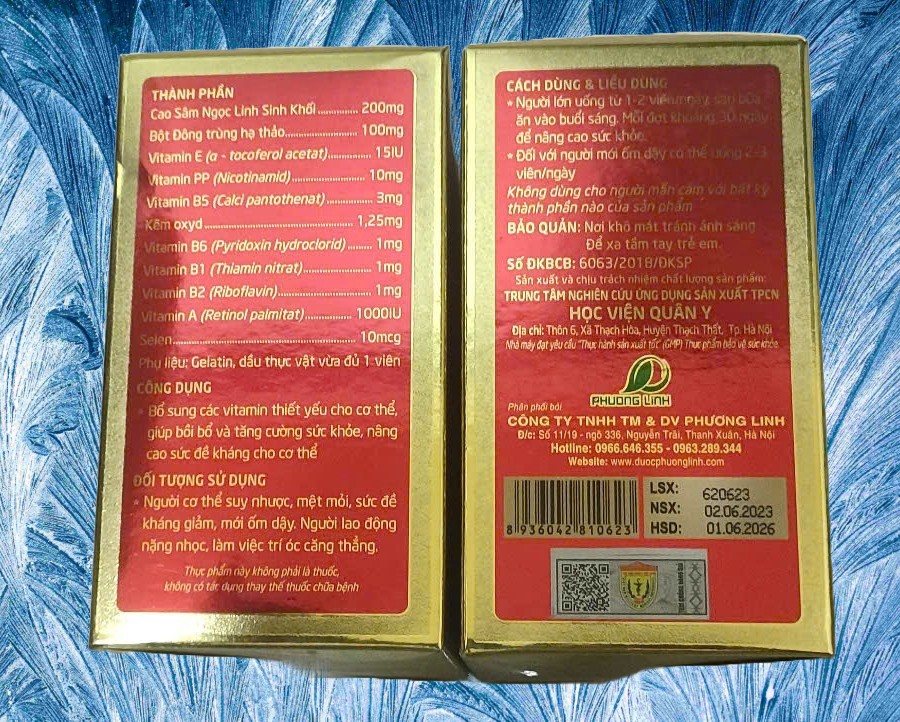 THÀNH PHẦN
Cao Sâm Ngọc Linh Sinh Khối.............. 200mg
Bột Đông trùng hạ thảo......................... 100mg
Vitamin E (α - tocoferol acetat)............... 15IU
Vitamin PP (Nicotinamid)...................... 10mg
Vitamin B5 (Calci pantothenat)............... 3mg
Kẽm oxyd........................................ 1,25mg
Vitamin B6 (Pyridoxin hydroclorid)......... 1mg
Vitamin B1 (Thiamin nitrat)..................... 1mg
Vitamin B2 (Riboflavin)........................... 1mg
Vitamin A (Retinol palmitat).............. 1000IU
Selen............................................ 10mcg
Phụ liệu: Gelatin, dầu thực vật vừa đủ 1 viên
CÔNG DỤNG
• Bổ sung các vitamin thiết yếu cho cơ thể,
giúp bồi bổ và tăng cường sức khỏe, nâng
cao sức đề kháng cho cơ thể
ĐỐI TƯỢNG SỬ DỤNG
• Người cơ thể suy nhược, mệt mỏi, sức đề
kháng giảm, mới ốm dậy. Người lao động
nặng nhọc, làm việc trí óc căng thẳng.
Thực phẩm này không phải là thuốc,
không có tác dụng thay thế thuốc chữa bệnh
CÁCH DÙNG & LIỀU DÙNG
* Người lớn uống từ 1-2 viên/ngày, sau bữa
ăn vào buổi sáng. Mỗi đợt khoảng 30 ngày
để nâng cao sức khỏe.
* Đối với người mới ốm dậy có thể uống 2-3
viên/ngày
Không dùng cho người mẫn cảm với bất kỳ
thành phần nào của sản phẩm
BẢO QUẢN: Nơi khô mát tránh ánh sáng
Để xa tầm tay trẻ em.
Số ĐKBCB: 6063/2018/ĐKSP
Sản xuất và chịu trách nhiệm chất lượng sản phẩm:
TRUNG TÂM NGHIÊN CỨU ỨNG DỤNG SẢN XUẤT TPCN
HỌC VIỆN QUÂN Y
Địa chỉ: Thôn 6, Xã Thạch Hòa, Huyện Thạch Thất, Tp. Hà Nội
Nhà máy đạt yêu cầu "Thực hành sản xuất tốt" (GMP) Thực phẩm bảo vệ sức khỏe
PHUONG LINH
Phân phối bởi
CÔNG TY TNHH TM & DV PHƯƠNG LINH
Đ/c: Số 11/19 - ngõ 336, Nguyễn Trãi, Thanh Xuân, Hà Nội
Hotline: 0966.646.355 - 0963.289.344
Website: www.duocphuonglinh.com
LSX: 620623
NSX: 02.06.2023
HSD: 01.06.2026
8 936042 810623